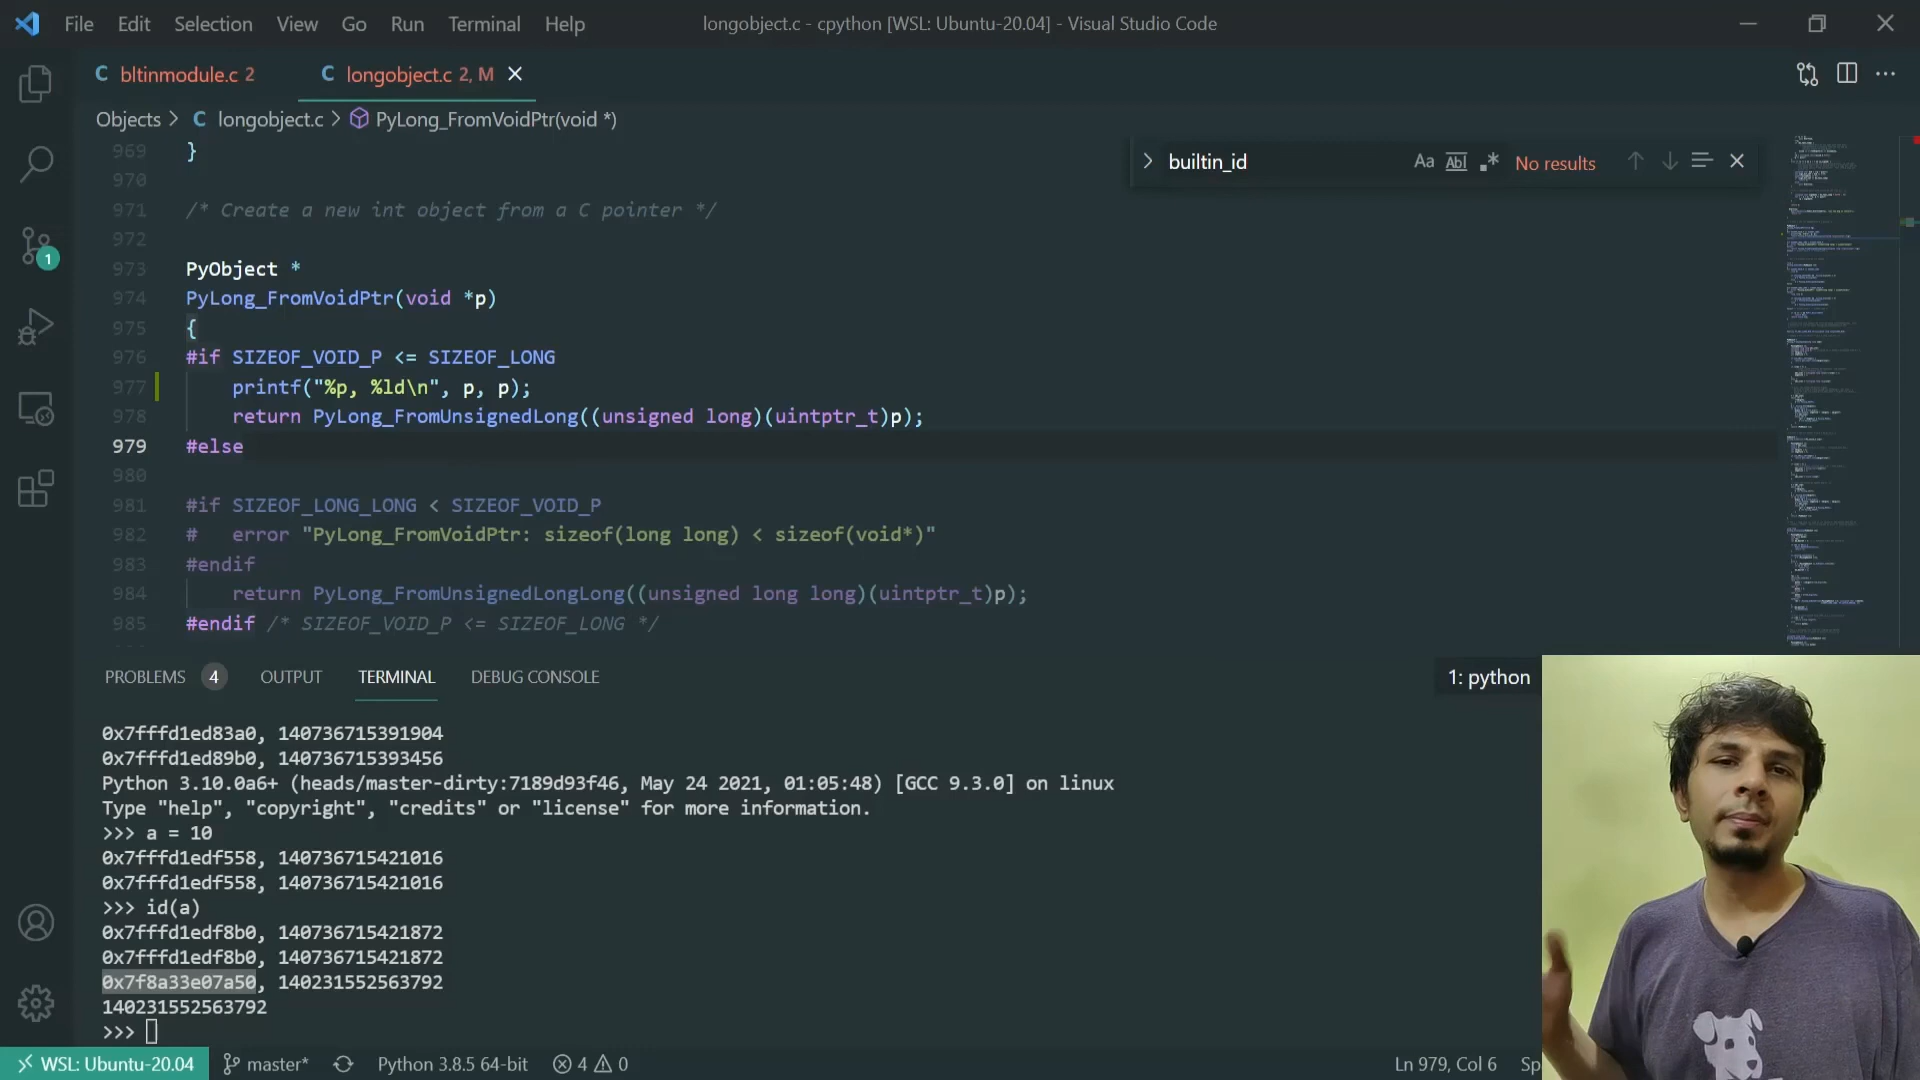 File Edit Selection View Go Run Terminal Help
longobject.c - cpython [WSL: Ubuntu-20.04] - Visual Studio Code
C bltinmodule.c 2
C longobject.c 2, M
Objects > C longobject.c > PyLong_FromVoidPtr(void *)
builtin_id Aa Abl .* No results
1
969 }
970
971 /* Create a new int object from a C pointer */
972
973 PyObject *
974 PyLong_FromVoidPtr(void *p)
975 {
976 #if SIZEOF_VOID_P <= SIZEOF_LONG
977 printf("%p, %ld\n", p, p);
978 return PyLong_FromUnsignedLong((unsigned long)(uintptr_t)p);
979 #else
980
981 #if SIZEOF_LONG_LONG < SIZEOF_VOID_P
982 # error "PyLong_FromVoidPtr: sizeof(long long) < sizeof(void*)"
983 #endif
984 return PyLong_FromUnsignedLongLong((unsigned long long)(uintptr_t)p);
985 #endif /* SIZEOF_VOID_P <= SIZEOF_LONG */
PROBLEMS 4 OUTPUT TERMINAL DEBUG CONSOLE
1: python
0x7fffd1ed83a0, 140736715391904
0x7fffd1ed89b0, 140736715393456
Python 3.10.0a6+ (heads/master-dirty:7189d93f46, May 24 2021, 01:05:48) [GCC 9.3.0] on linux
Type "help", "copyright", "credits" or "license" for more information.
>>> a = 10
0x7fffd1edf558, 140736715421016
0x7fffd1edf558, 140736715421016
>>> id(a)
0x7fffd1edf8b0, 140736715421872
0x7fffd1edf8b0, 140736715421872
0x7f8a33e07a50, 140231552563792
140231552563792
>>>
WSL: Ubuntu-20.04 master* Python 3.8.5 64-bit 4 0
Ln 979, Col 6 Sp